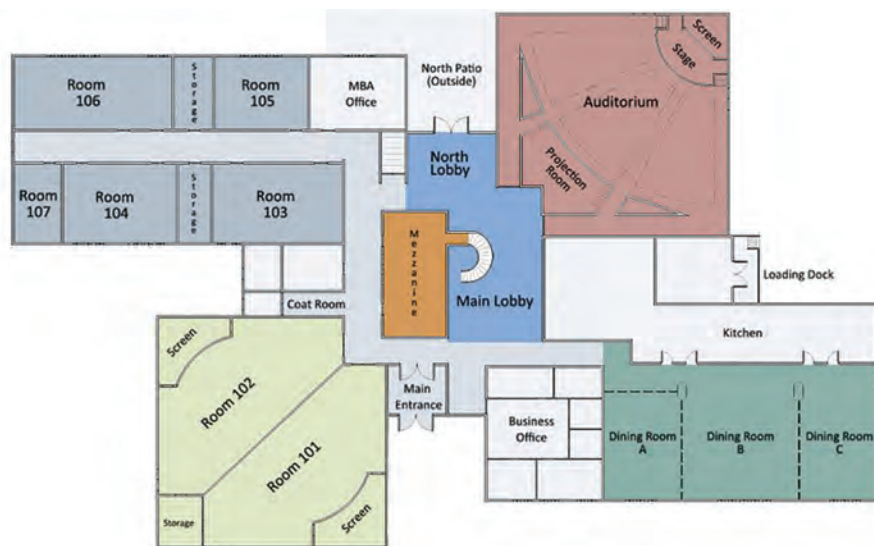 Room
106
Storage
Room
105
MBA
Office
North Patio
(Outside)
Auditorium
Screen
Stage
Projection
Room
North
Lobby
Room
107
Room
104
Storage
Room
103
Mezzanine
Main Lobby
Loading Dock
Kitchen
Coat Room
Screen
Room 102
Main
Entrance
Room 101
Screen
Storage
Business
Office
Dining Room
A
Dining Room
B
Dining Room
C